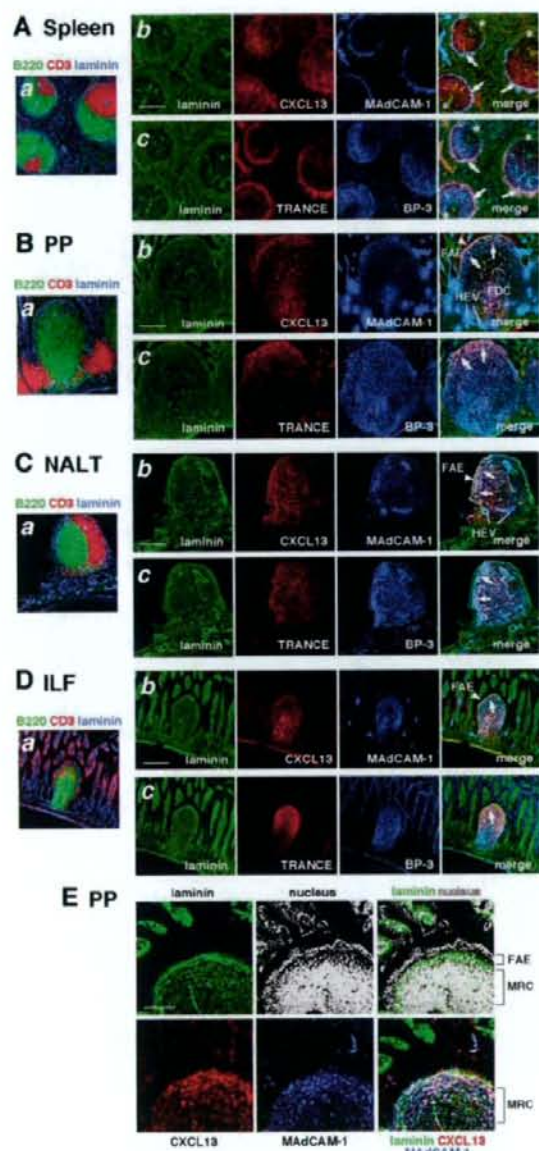 A Spleen
B220 CD3 laminin
a
b
laminin
CXCL13
MAdCAM-1
merge
c
laminin
TRANCE
BP-3
merge
B PP
B220 CD3 laminin
a
b
laminin
CXCL13
MAdCAM-1
FAE
HEV
FDC
merge
c
laminin
TRANCE
BP-3
merge
C NALT
B220 CD3 laminin
a
b
laminin
CXCL13
MAdCAM-1
FAE
HEV
merge
c
laminin
TRANCE
BP-3
merge
D ILF
B220 CD3 laminin
a
b
laminin
CXCL13
MAdCAM-1
FAE
merge
c
laminin
TRANCE
BP-3
merge
E PP
laminin
nucleus
laminin nucleus
FAE
MRC
MRC
CXCL13
MAdCAM-1
laminin CXCL13
MAdCAM-1